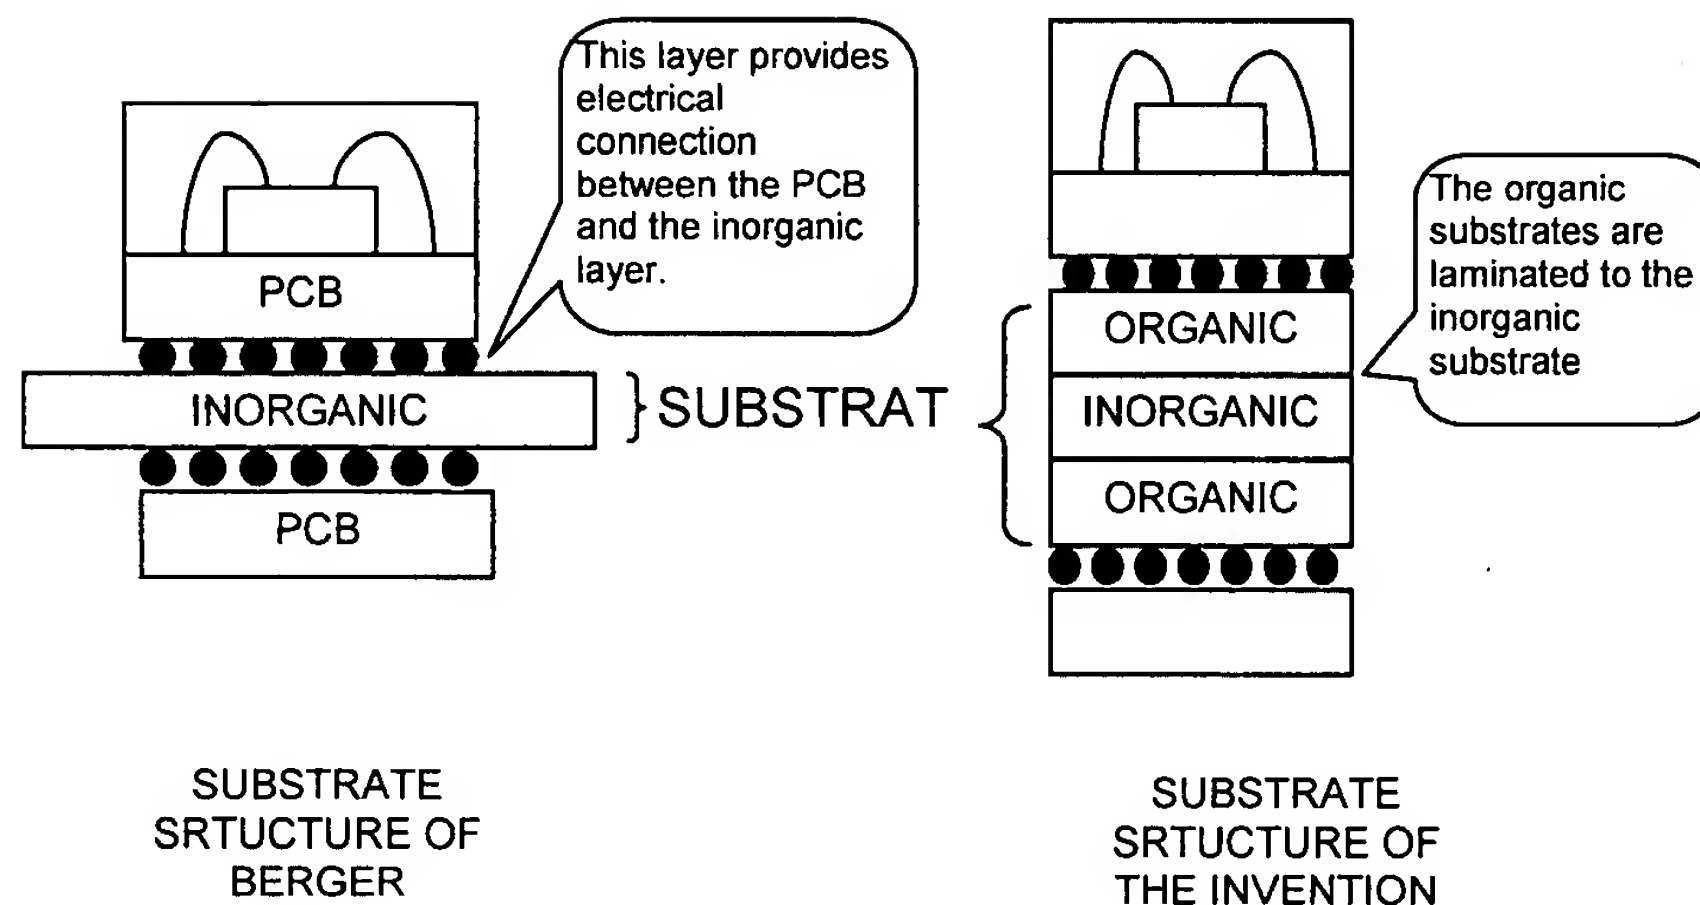 This layer provides
electrical
connection
between the PCB
and the inorganic
layer.
PCB
INORGANIC
PCB
SUBSTRAT
The organic
substrates are
laminated to the
inorganic
substrate
ORGANIC
INORGANIC
ORGANIC
SUBSTRATE
SRTUCTURE OF
BERGER
SUBSTRATE
SRTUCTURE OF
THE INVENTION